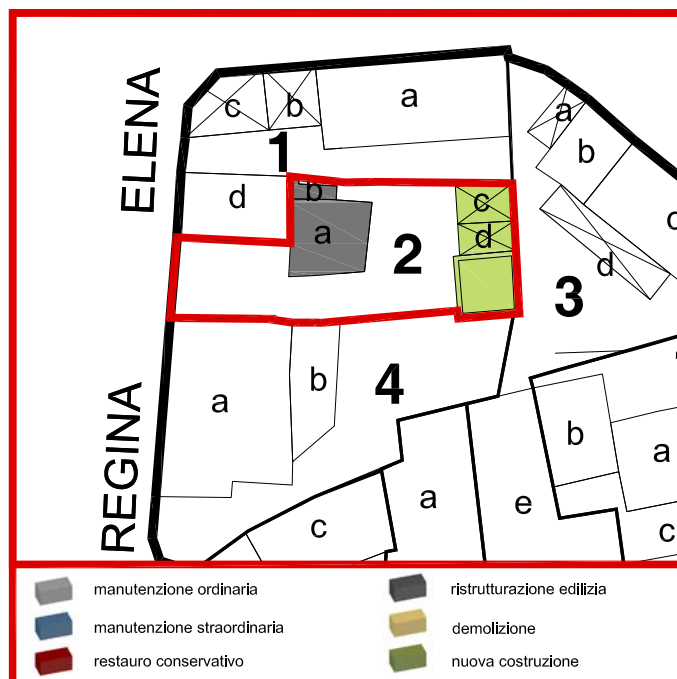 ELENA
REGINA
c
b
a
1
d
b
a
2
c
d
a
b
d
3
a
b
4
c
a
e
b
a
c
manutenzione ordinaria
manutenzione straordinaria
restauro conservativo
ristrutturazione edilizia
demolizione
nuova costruzione